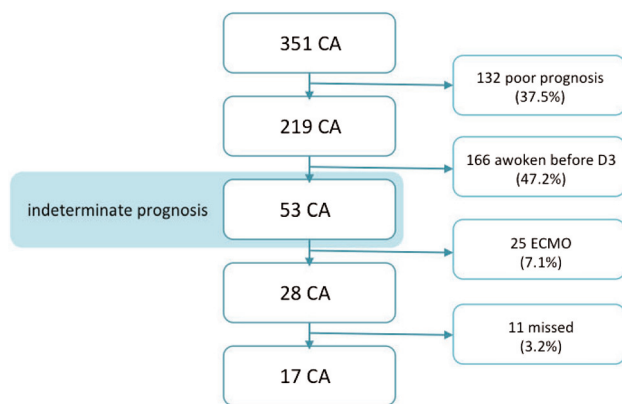 351 CA
132 poor prognosis
(37.5%)
219 CA
166 awoken before D3
(47.2%)
indeterminate prognosis
53 CA
25 ECMO
(7.1%)
28 CA
11 missed
(3.2%)
17 CA